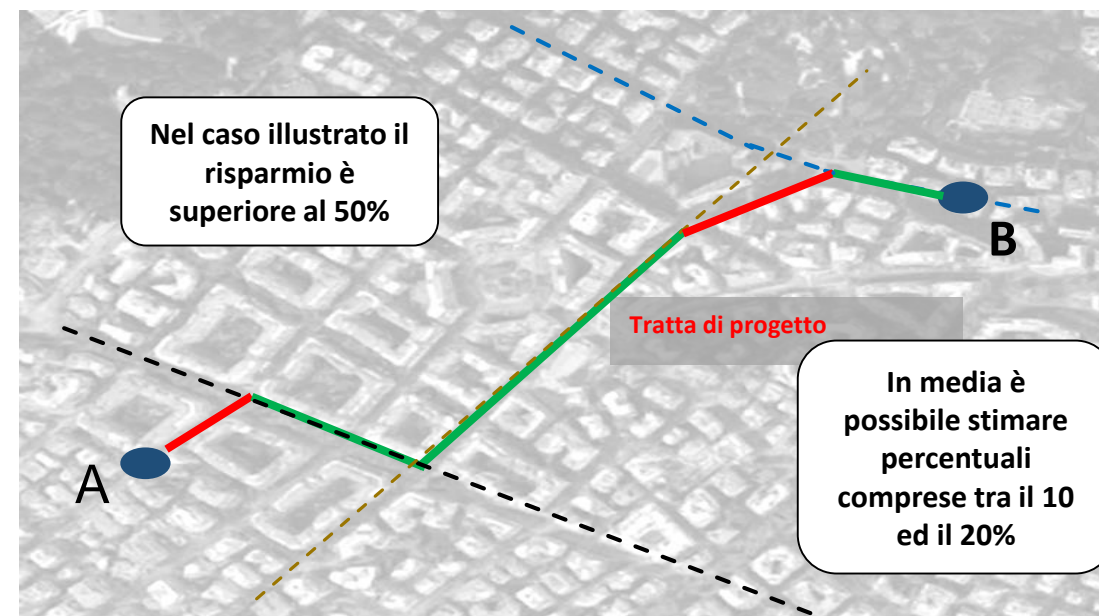 Nel caso illustrato il
risparmio è
superiore al 50%
B
Tratta di progetto
A
In media è
possibile stimare
percentuali
comprese tra il 10
ed il 20%